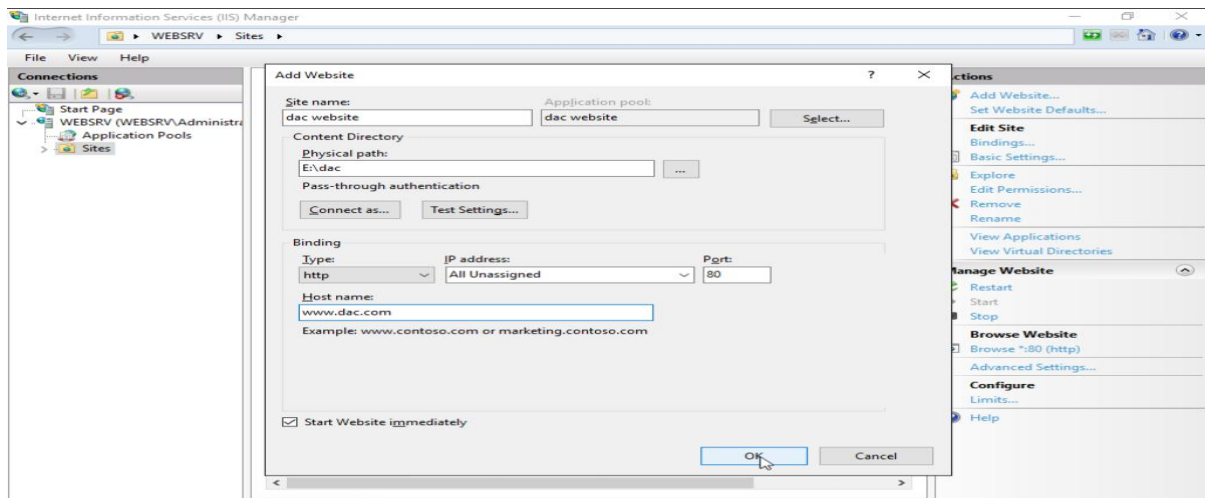 Internet Information Services (IIS) Manager
WEBSRV Sites
File View Help
Connections
Start Page
WEBSRV (WEBSRV\Administra
Application Pools
Sites
Add Website ?
Site name: Application pool:
dac website dac website Select...
Content Directory
Physical path:
E:\dac ...
Pass-through authentication
Connect as... Test Settings...
Binding
Type: IP address: Port:
http All Unassigned 80
Host name:
www.dac.com
Example: www.contoso.com or marketing.contoso.com
Start Website immediately
OK Cancel
ctions
Add Website...
Set Website Defaults...
Edit Site
Bindings...
Basic Settings...
Explore
Edit Permissions...
Remove
Rename
View Applications
View Virtual Directories
Manage Website
Restart
Start
Stop
Browse Website
Browse *:80 (http)
Advanced Settings...
Configure
Limits...
Help